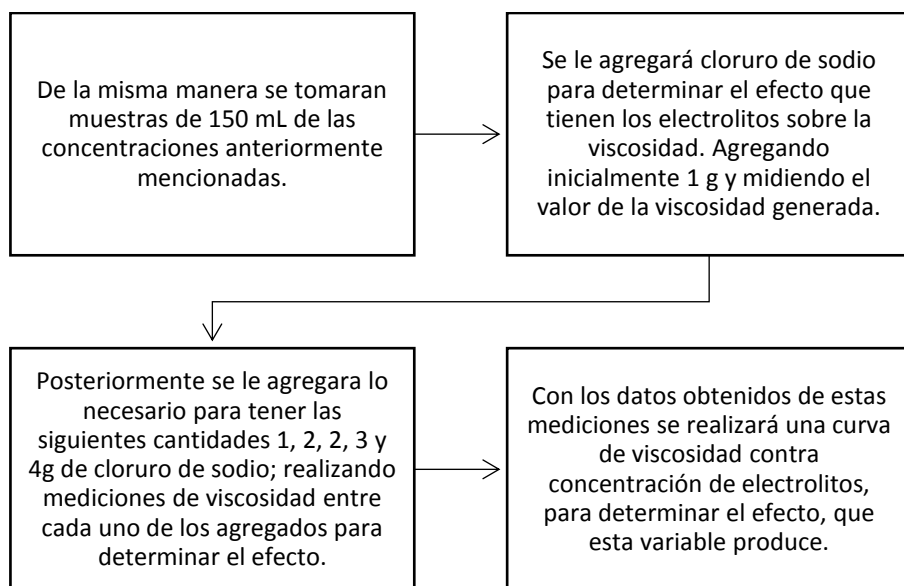 De la misma manera se tomaran
muestras de 150 mL de las
concentraciones anteriormente
mencionadas.
Se le agregará cloruro de sodio
para determinar el efecto que
tienen los electrolitos sobre la
viscosidad. Agregando
inicialmente 1 g y midiendo el
valor de la viscosidad generada.
Posteriormente se le agregara lo
necesario para tener las
siguientes cantidades 1, 2, 2, 3 y
4g de cloruro de sodio; realizando
mediciones de viscosidad entre
cada uno de los agregados para
determinar el efecto.
Con los datos obtenidos de estas
mediciones se realizará una curva
de viscosidad contra
concentración de electrolitos,
para determinar el efecto, que
esta variable produce.